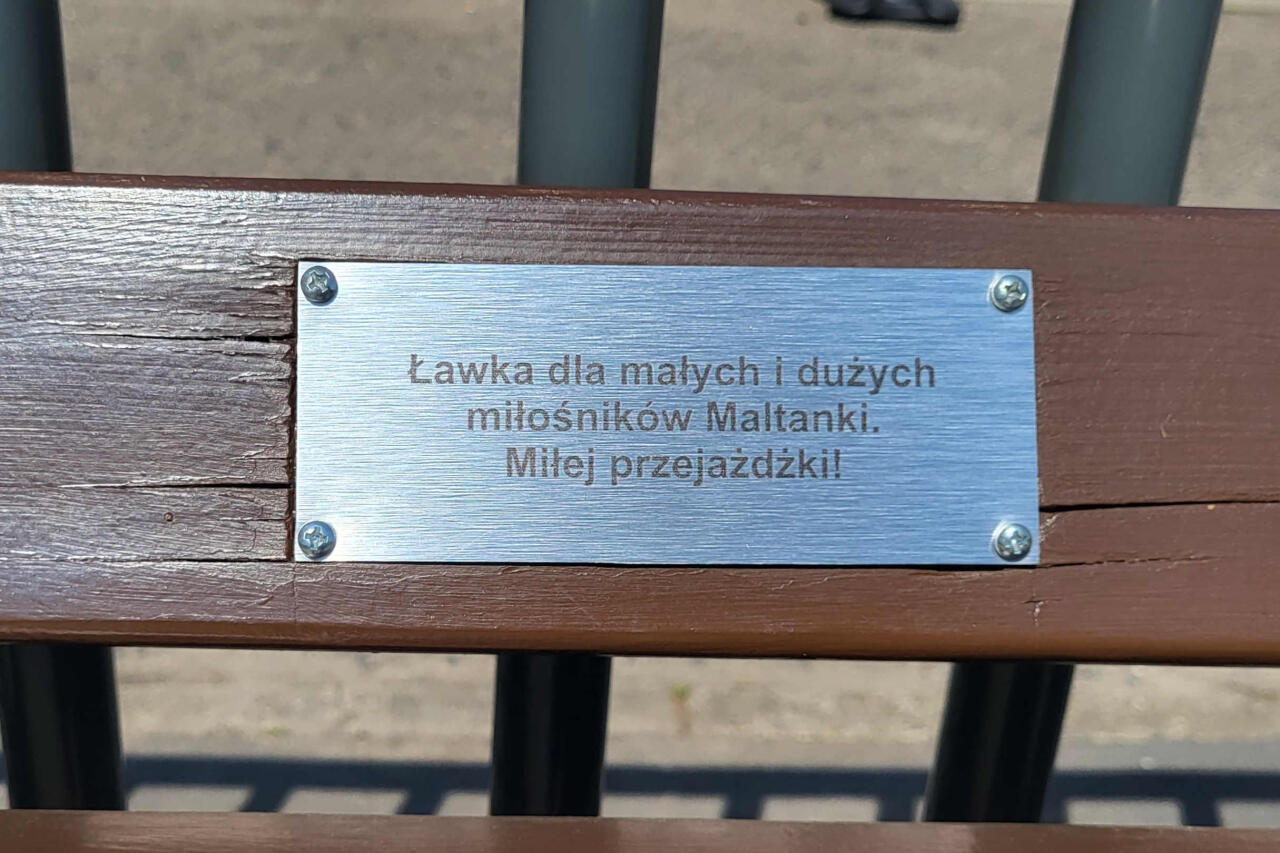 Ławka dla małych i dużych
miłośników Maltanki.
Miłej przejażdżki!